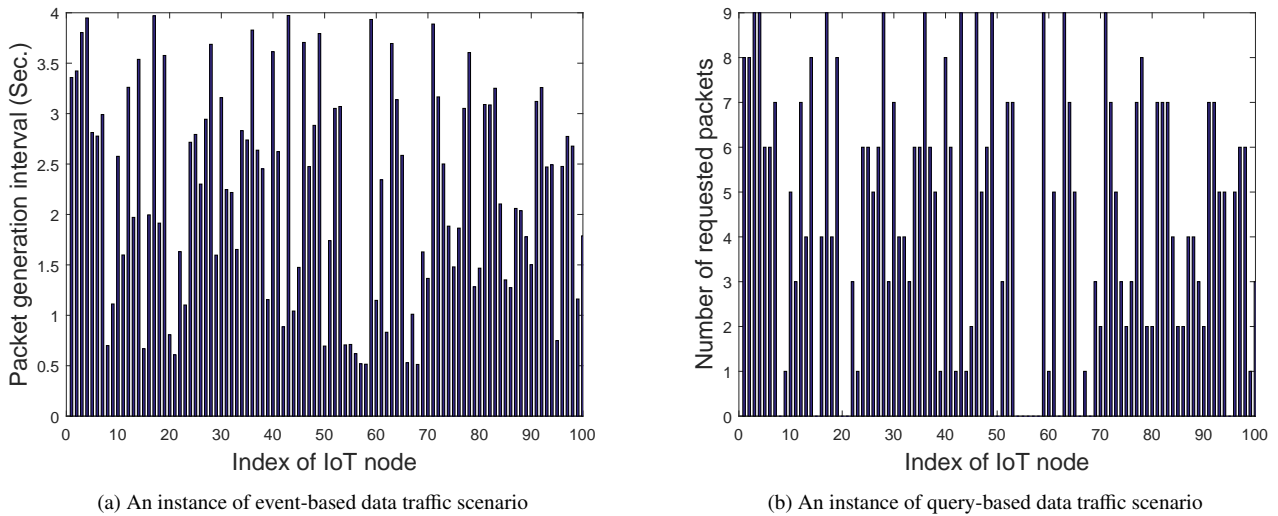 Packet generation interval (Sec.)
4
3.5
3
2.5
2
1.5
1
0.5
0
0 10 20 30 40 50 60 70 80 90 100
Index of IoT node
(a) An instance of event-based data traffic scenario
Number of requested packets
9
8
7
6
5
4
3
2
1
0
0 10 20 30 40 50 60 70 80 90 100
Index of IoT node
(b) An instance of query-based data traffic scenario